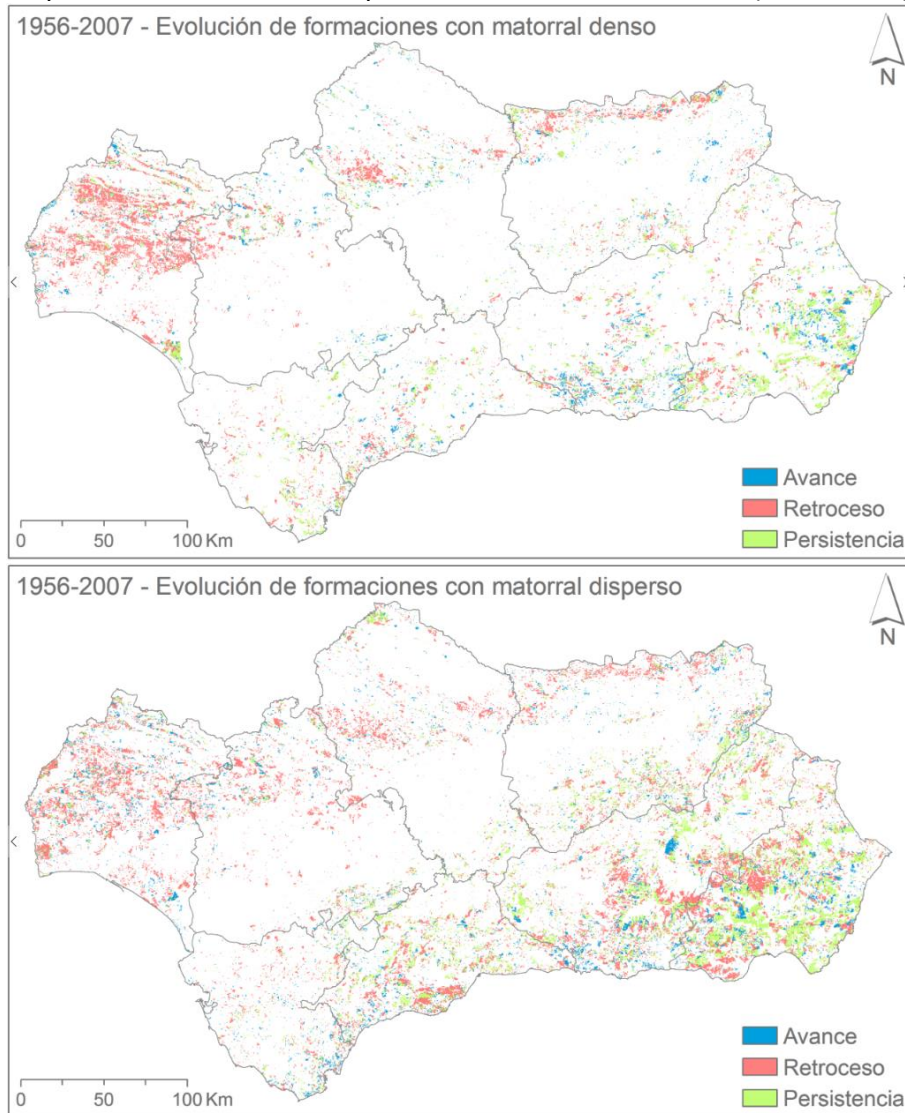 1956-2007 - Evolución de formaciones con matorral denso
N
Avance
Retroceso
Persistencia
0 50 100 Km
1956-2007 - Evolución de formaciones con matorral disperso
N
Avance
Retroceso
Persistencia
0 50 100 Km